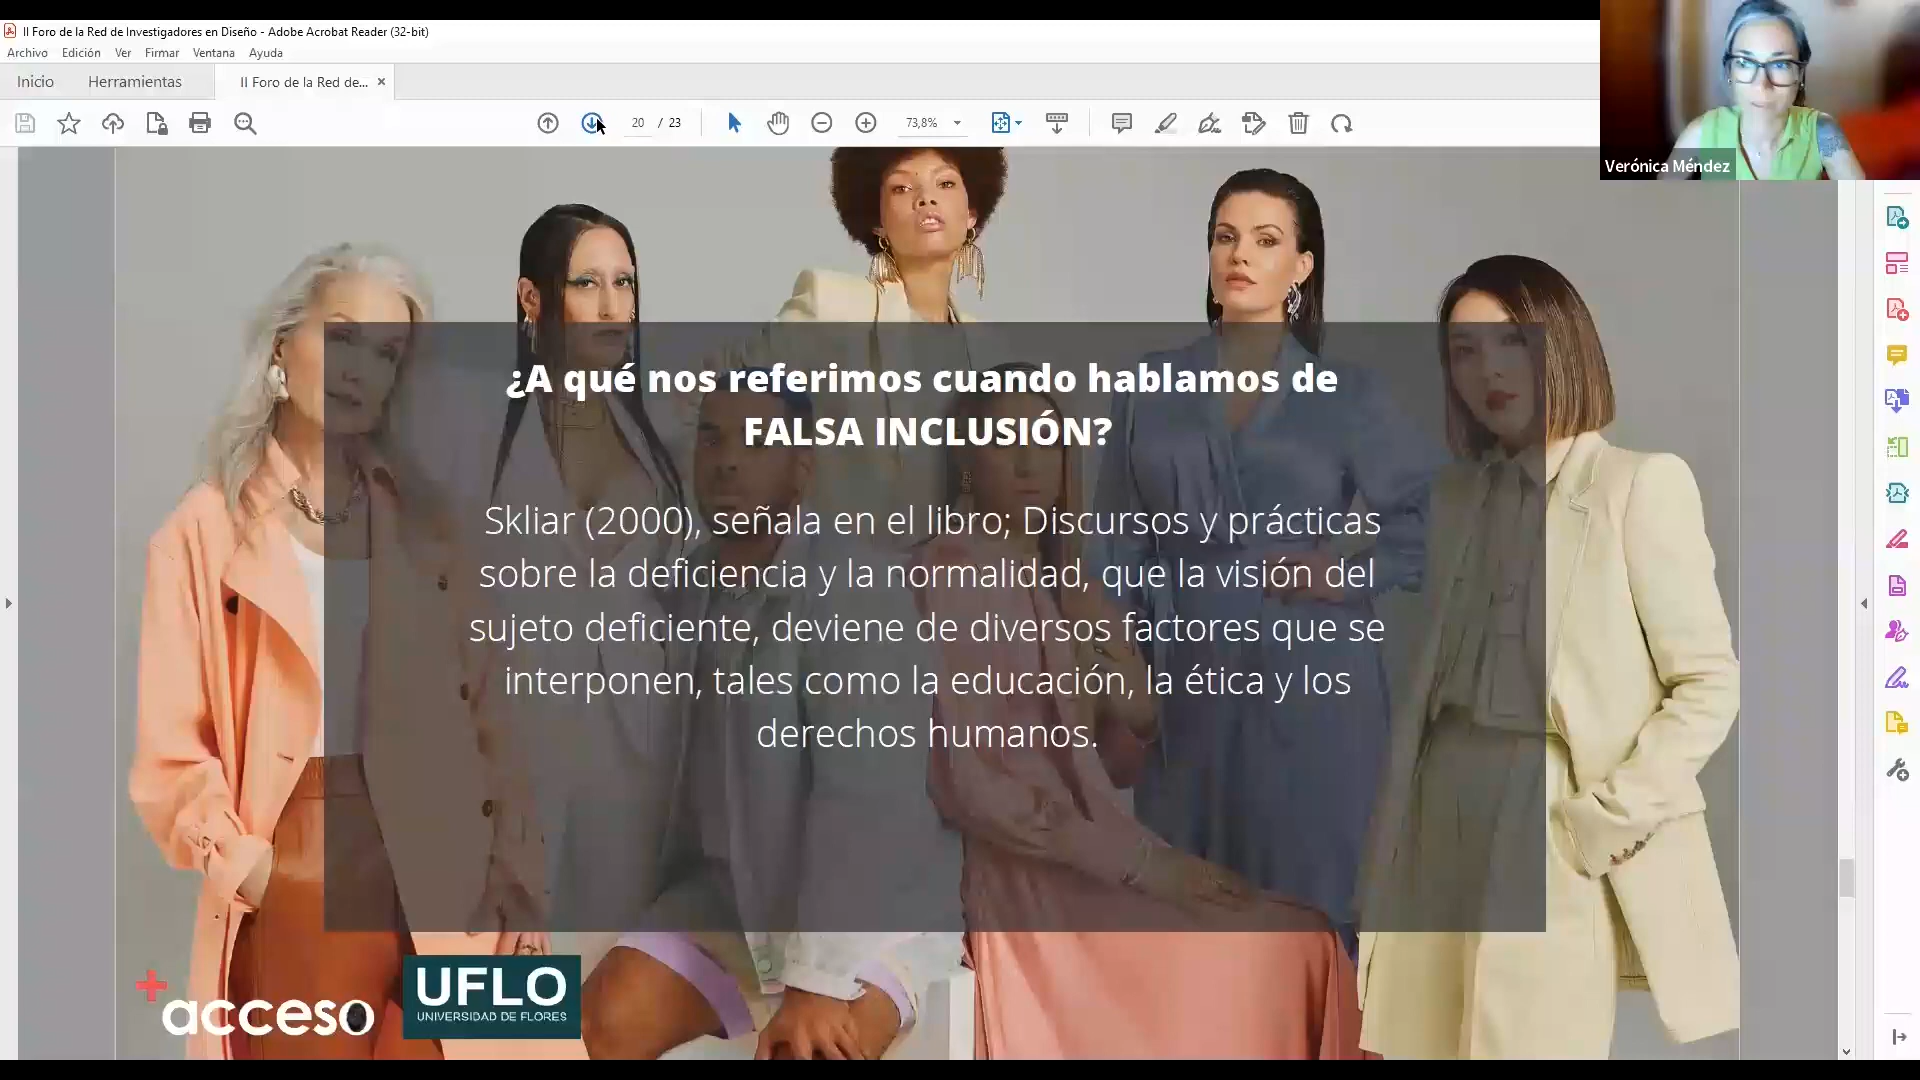 II Foro de la Red de Investigadores en Diseño - Adobe Acrobat Reader (32-bit)
Archivo Edición Ver Firmar Ventana Ayuda
Inicio Herramientas II Foro de la Red de... ×
20 / 23 73,8%
Verónica Méndez
¿A qué nos referimos cuando hablamos de
FALSA INCLUSIÓN?
Skliar (2000), señala en el libro; Discursos y prácticas
sobre la deficiencia y la normalidad, que la visión del
sujeto deficiente, deviene de diversos factores que se
interponen, tales como la educación, la ética y los
derechos humanos.
+acceso
UFLO
UNIVERSIDAD DE FLORES